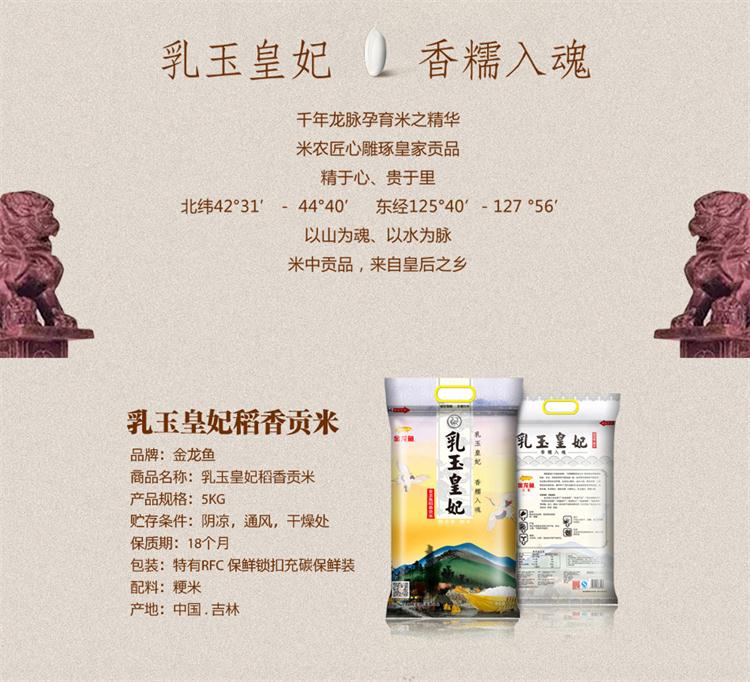 乳玉皇妃 香糯入魂
千年龙脉孕育米之精华
米农匠心雕琢皇家贡品
精于心、贵于里
北纬42°31′ - 44°40′ 东经125°40′ - 127 °56′
以山为魂、以水为脉
米中贡品，来自皇后之乡
乳玉皇妃稻香贡米
品牌：金龙鱼
商品名称：乳玉皇妃稻香贡米
产品规格：5KG
贮存条件：阴凉，通风，干燥处
保质期：18个月
包装：特有RFC 保鲜锁扣充碳保鲜装
配料：粳米
产地：中国 . 吉林
金龙鱼
乳玉皇妃
乳玉皇妃 香糯入魂
乳玉皇妃
香糯入魂
金龙鱼